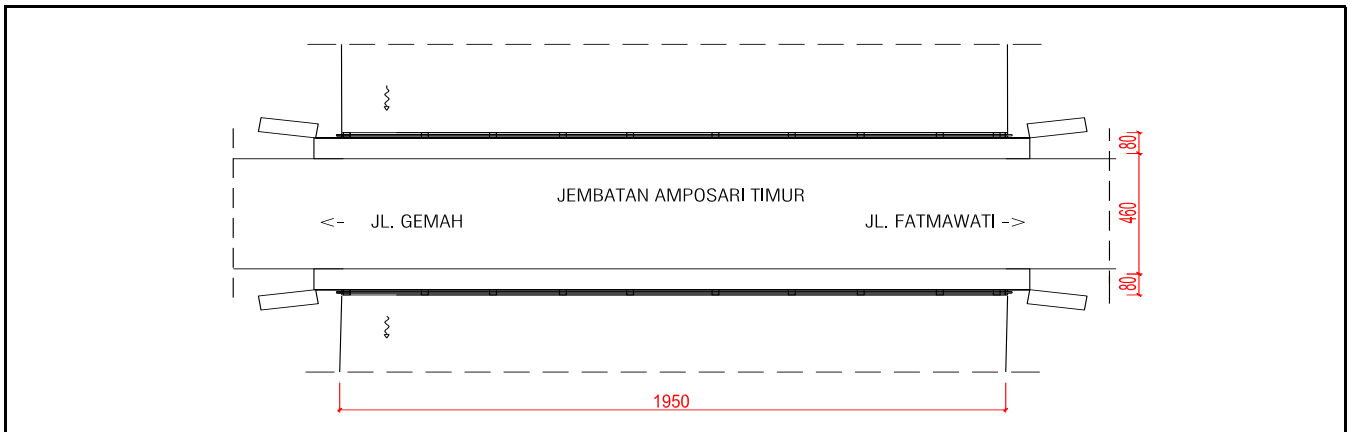 80
JEMBATAN AMPOSARI TIMUR
<- JL. GEMAH
JL. FATMAWATI ->
460
80
1950